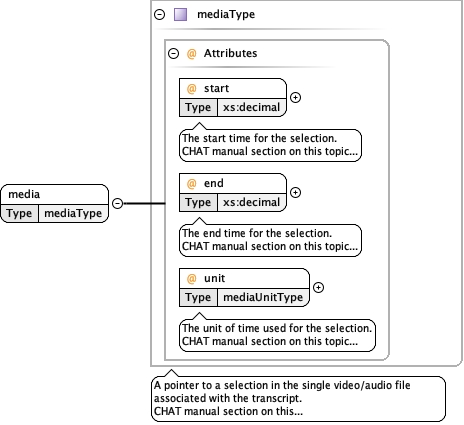 mediaType
@ Attributes
@ start
Type xs:decimal
The start time for the selection.
CHAT manual section on this topic...
@ end
Type xs:decimal
The end time for the selection.
CHAT manual section on this topic...
media
Type mediaType
@ unit
Type mediaUnitType
The unit of time used for the selection.
CHAT manual section on this topic...
A pointer to a selection in the single video/audio file
associated with the transcript.
CHAT manual section on this...